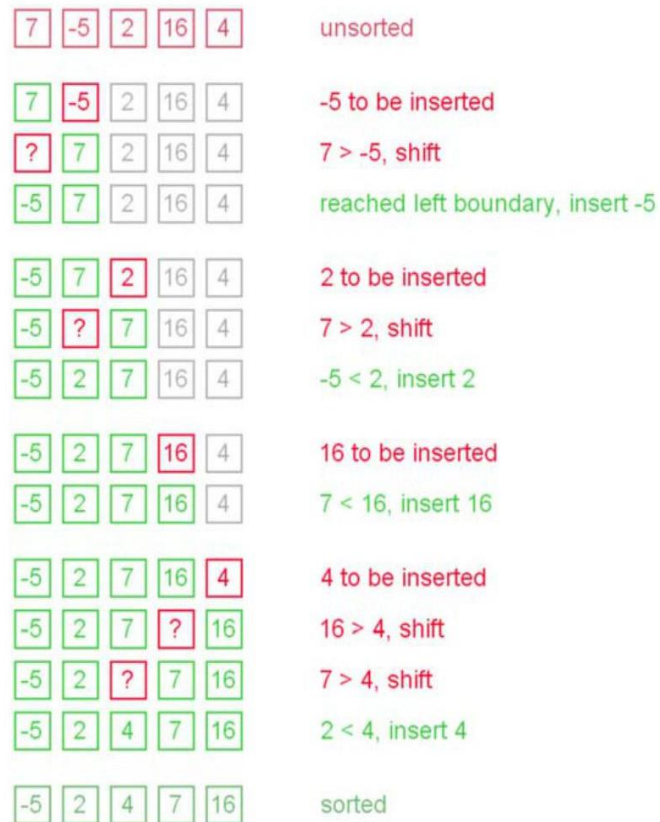 7 -5 2 16 4 unsorted
7 -5 2 16 4 -5 to be inserted
? 7 2 16 4 7 > -5, shift
-5 7 2 16 4 reached left boundary, insert -5
-5 7 2 16 4 2 to be inserted
-5 ? 7 16 4 7 > 2, shift
-5 2 7 16 4 -5 < 2, insert 2
-5 2 7 16 4 16 to be inserted
-5 2 7 16 4 7 < 16, insert 16
-5 2 7 16 4 4 to be inserted
-5 2 7 ? 16 16 > 4, shift
-5 2 ? 7 16 7 > 4, shift
-5 2 4 7 16 2 < 4, insert 4
-5 2 4 7 16 sorted